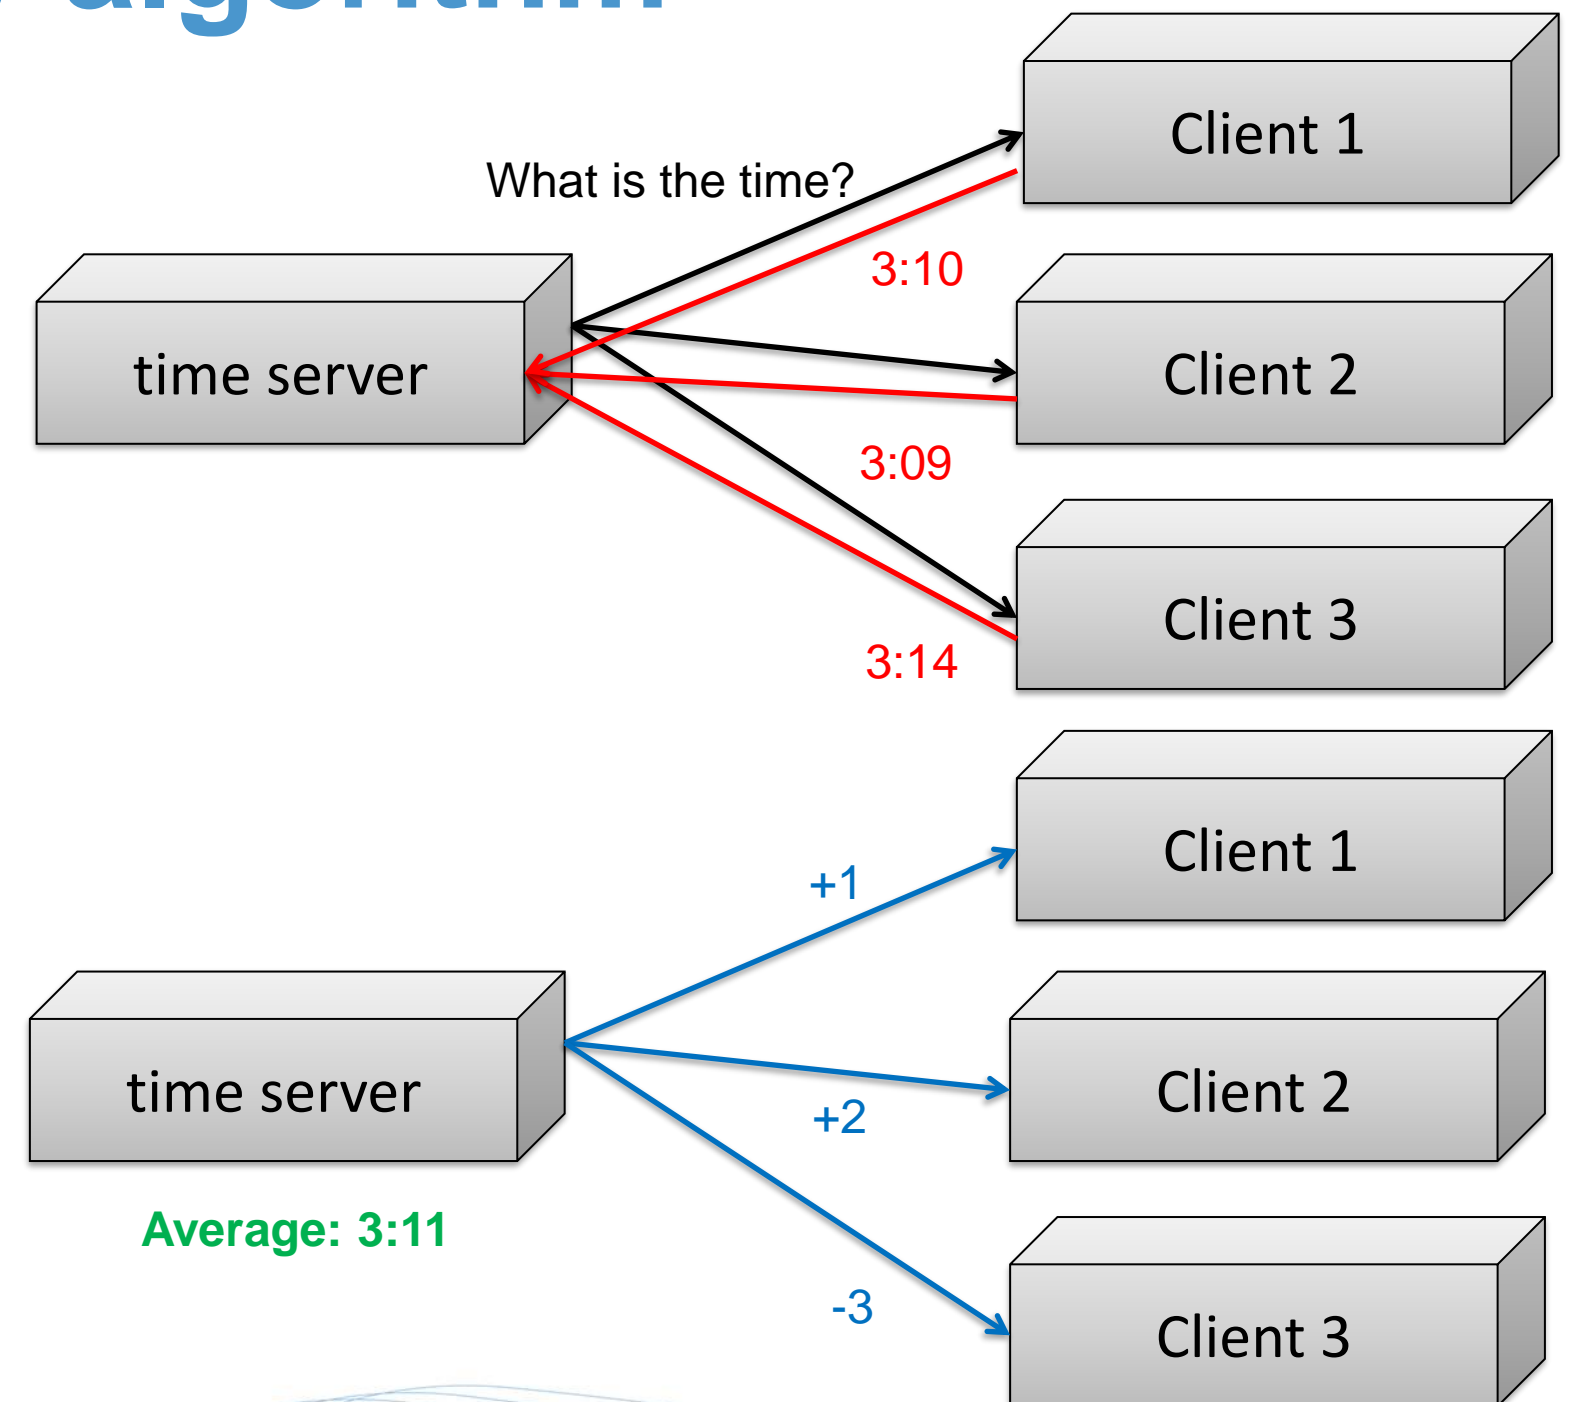 algorithm
Client 1
What is the time?
3:10
time server
Client 2
3:09
Client 3
3:14
Client 1
+1
time server
Client 2
+2
Average: 3:11
-3
Client 3